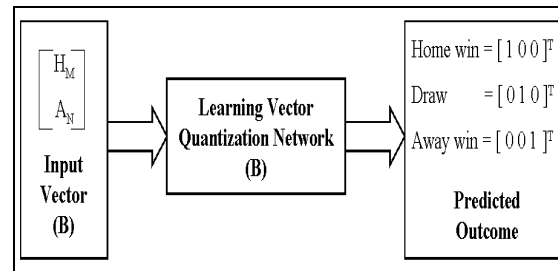 H_M
A_N
Input
Vector
(B)
Learning Vector
Quantization Network
(B)
Home win = [ 1 0 0 ]^T
Draw = [ 0 1 0 ]^T
Away win = [ 0 0 1 ]^T
Predicted
Outcome